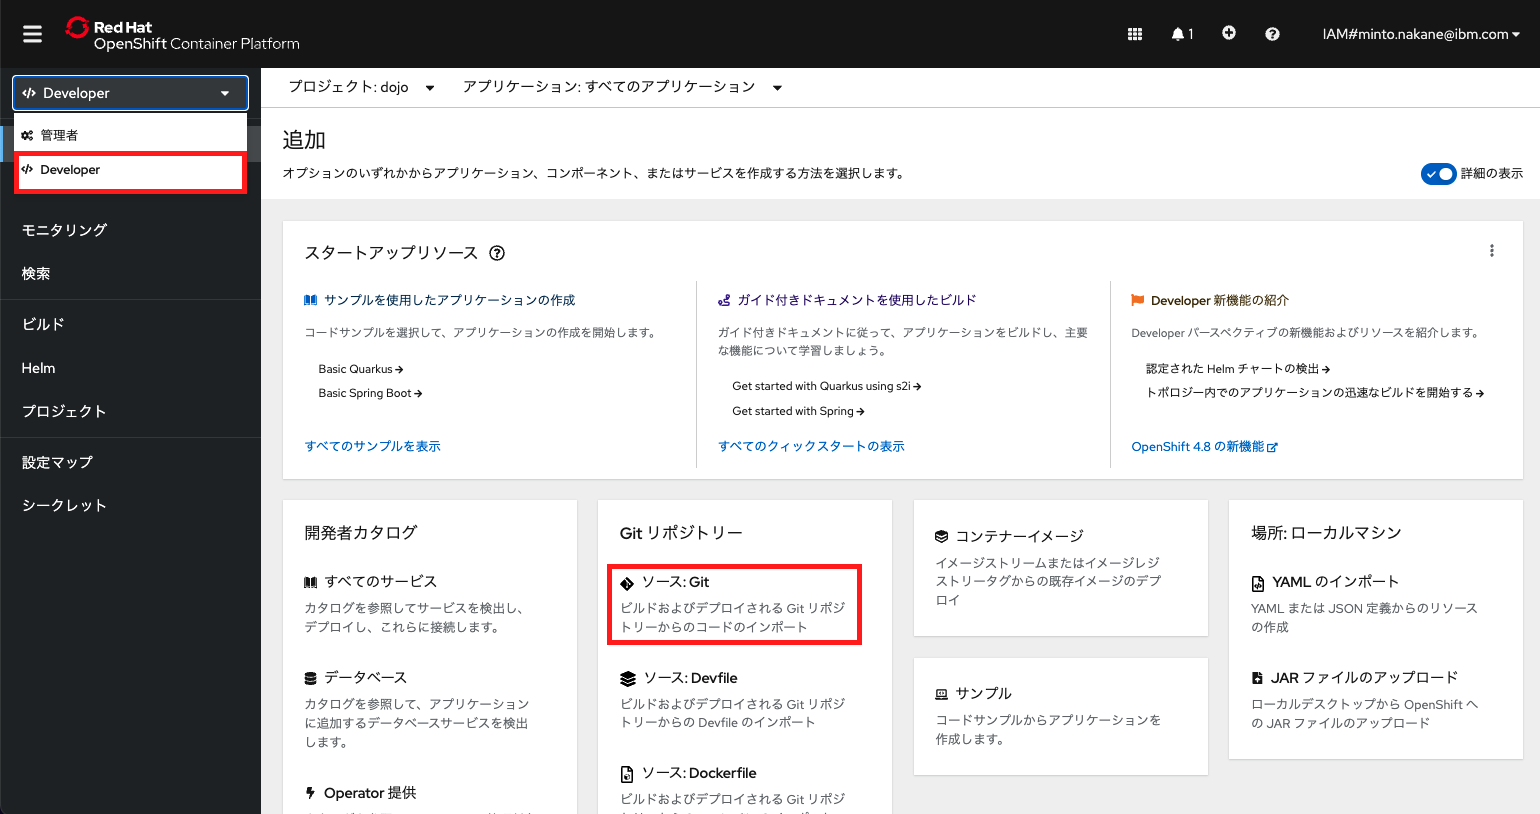 Red Hat
OpenShift Container Platform
1
IAM#minto.nakane@ibm.com
Developer
管理者
Developer
モニタリング
検索
ビルド
Helm
プロジェクト
設定マップ
シークレット
プロジェクト: dojo
アプリケーション: すべてのアプリケーション
追加
オプションのいずれかからアプリケーション、コンポーネント、またはサービスを作成する方法を選択します。
詳細の表示
スタートアップリソース
サンプルを使用したアプリケーションの作成
コードサンプルを選択して、アプリケーションの作成を開始します。
Basic Quarkus
Basic Spring Boot
すべてのサンプルを表示
ガイド付きドキュメントを使用したビルド
ガイド付きドキュメントに従って、アプリケーションをビルドし、主要
な機能について学習しましょう。
Get started with Quarkus using s2i
Get started with Spring
すべてのクィックスタートの表示
Developer 新機能の紹介
Developer パースペクティブの新機能およびリソースを紹介します。
認定された Helm チャートの検出
トポロジー内でのアプリケーションの迅速なビルドを開始する
OpenShift 4.8 の新機能
開発者カタログ
すべてのサービス
カタログを参照してサービスを検出し、
デプロイし、これらに接続します。
データベース
カタログを参照して、アプリケーション
に追加するデータベースサービスを検出
します。
Operator 提供
Git リポジトリー
ソース: Git
ビルドおよびデプロイされる Git リポジ
トリーからのコードのインポート
ソース: Devfile
ビルドおよびデプロイされる Git リポジ
トリーからの Devfile のインポート
ソース: Dockerfile
ビルドおよびデプロイされる Git リポジ
コンテナーイメージ
イメージストリームまたはイメージレジ
ストリータグからの既存イメージのデプ
ロイ
サンプル
コードサンプルからアプリケーションを
作成します。
場所: ローカルマシン
YAML のインポート
YAML または JSON 定義からのリソース
の作成
JAR ファイルのアップロード
ローカルデスクトップから OpenShift へ
の JAR ファイルのアップロード